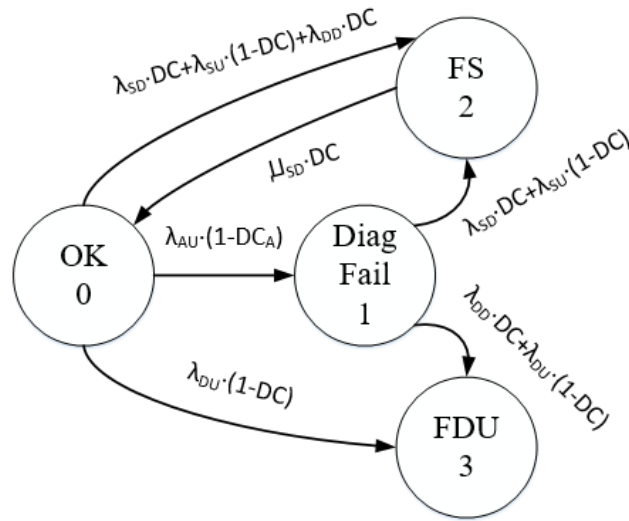 λSD·DC+λSU·(1-DC)+λDD·DC
FS
2
μSD·DC
λSD·DC+λSU·(1-DC)
OK
0
λAU·(1-DCA)
Diag
Fail
1
λDD·DC+λDU·(1-DC)
λDU·(1-DC)
FDU
3